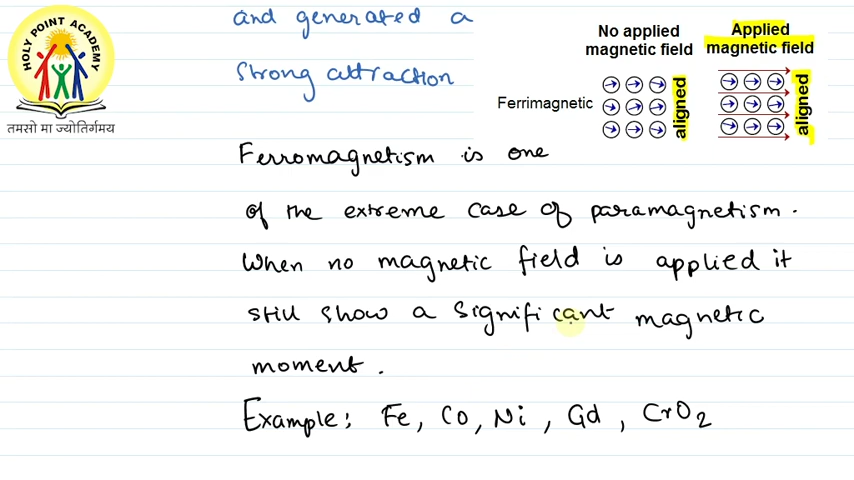 and generated a
strong attraction
HOLY POINT ACADEMY
तमसो मा ज्योतिर्गमय
No applied
magnetic field
Applied
magnetic field
Ferrimagnetic
aligned
aligned
Ferromagnetism is one
of the extreme case of paramagnetism.
When no magnetic field is applied it
still show a significant magnetic
moment.
Example: Fe, Co, Ni, Gd, CrO2